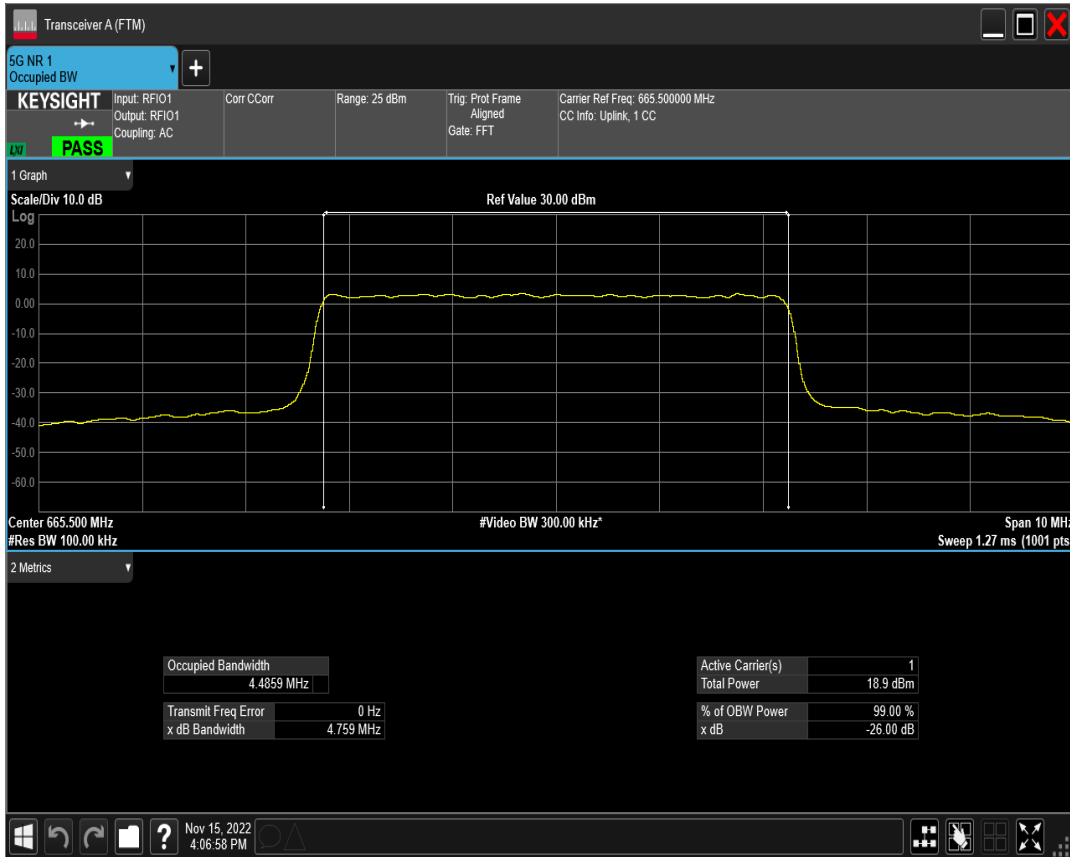 Transceiver A (FTM)
5G NR 1
Occupied BW
+
KEYSIGHT
LXI
PASS
Input: RFIO1
Output: RFIO1
Coupling: AC
Corr CCorr
Range: 25 dBm
Trig: Prot Frame
Aligned
Gate: FFT
Carrier Ref Freq: 665.500000 MHz
CC Info: Uplink, 1 CC
1 Graph
Scale/Div 10.0 dB
Ref Value 30.00 dBm
Log
20.0
10.0
0.00
-10.0
-20.0
-30.0
-40.0
-50.0
-60.0
Center 665.500 MHz
#Video BW 300.00 kHz*
Span 10 MHz
#Res BW 100.00 kHz
Sweep 1.27 ms (1001 pts
2 Metrics
Occupied Bandwidth
4.4859 MHz
Transmit Freq Error 0 Hz
x dB Bandwidth 4.759 MHz
Active Carrier(s) 1
Total Power 18.9 dBm
% of OBW Power 99.00 %
x dB -26.00 dB
?
Nov 15, 2022
4:06:58 PM